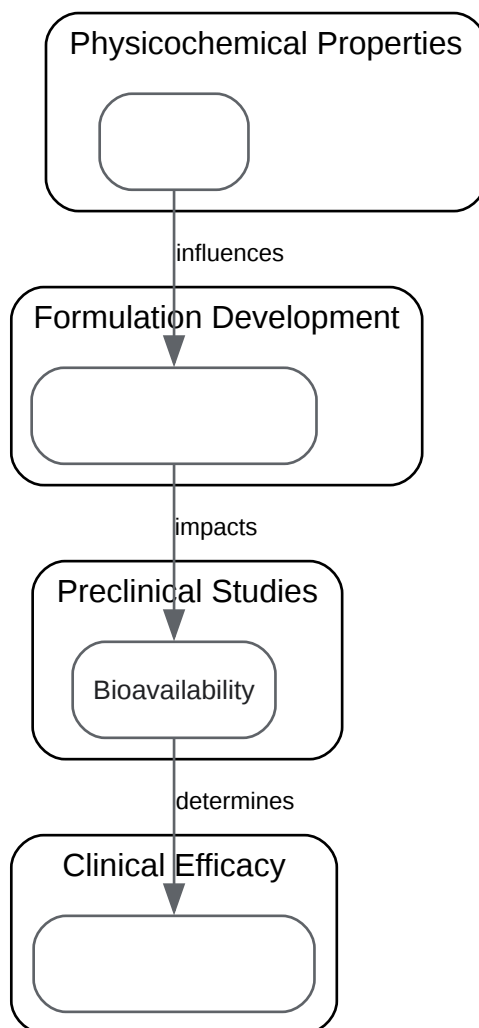 Physicochemical Properties
influences
Formulation Development
impacts
Preclinical Studies
Bioavailability
determines
Clinical Efficacy